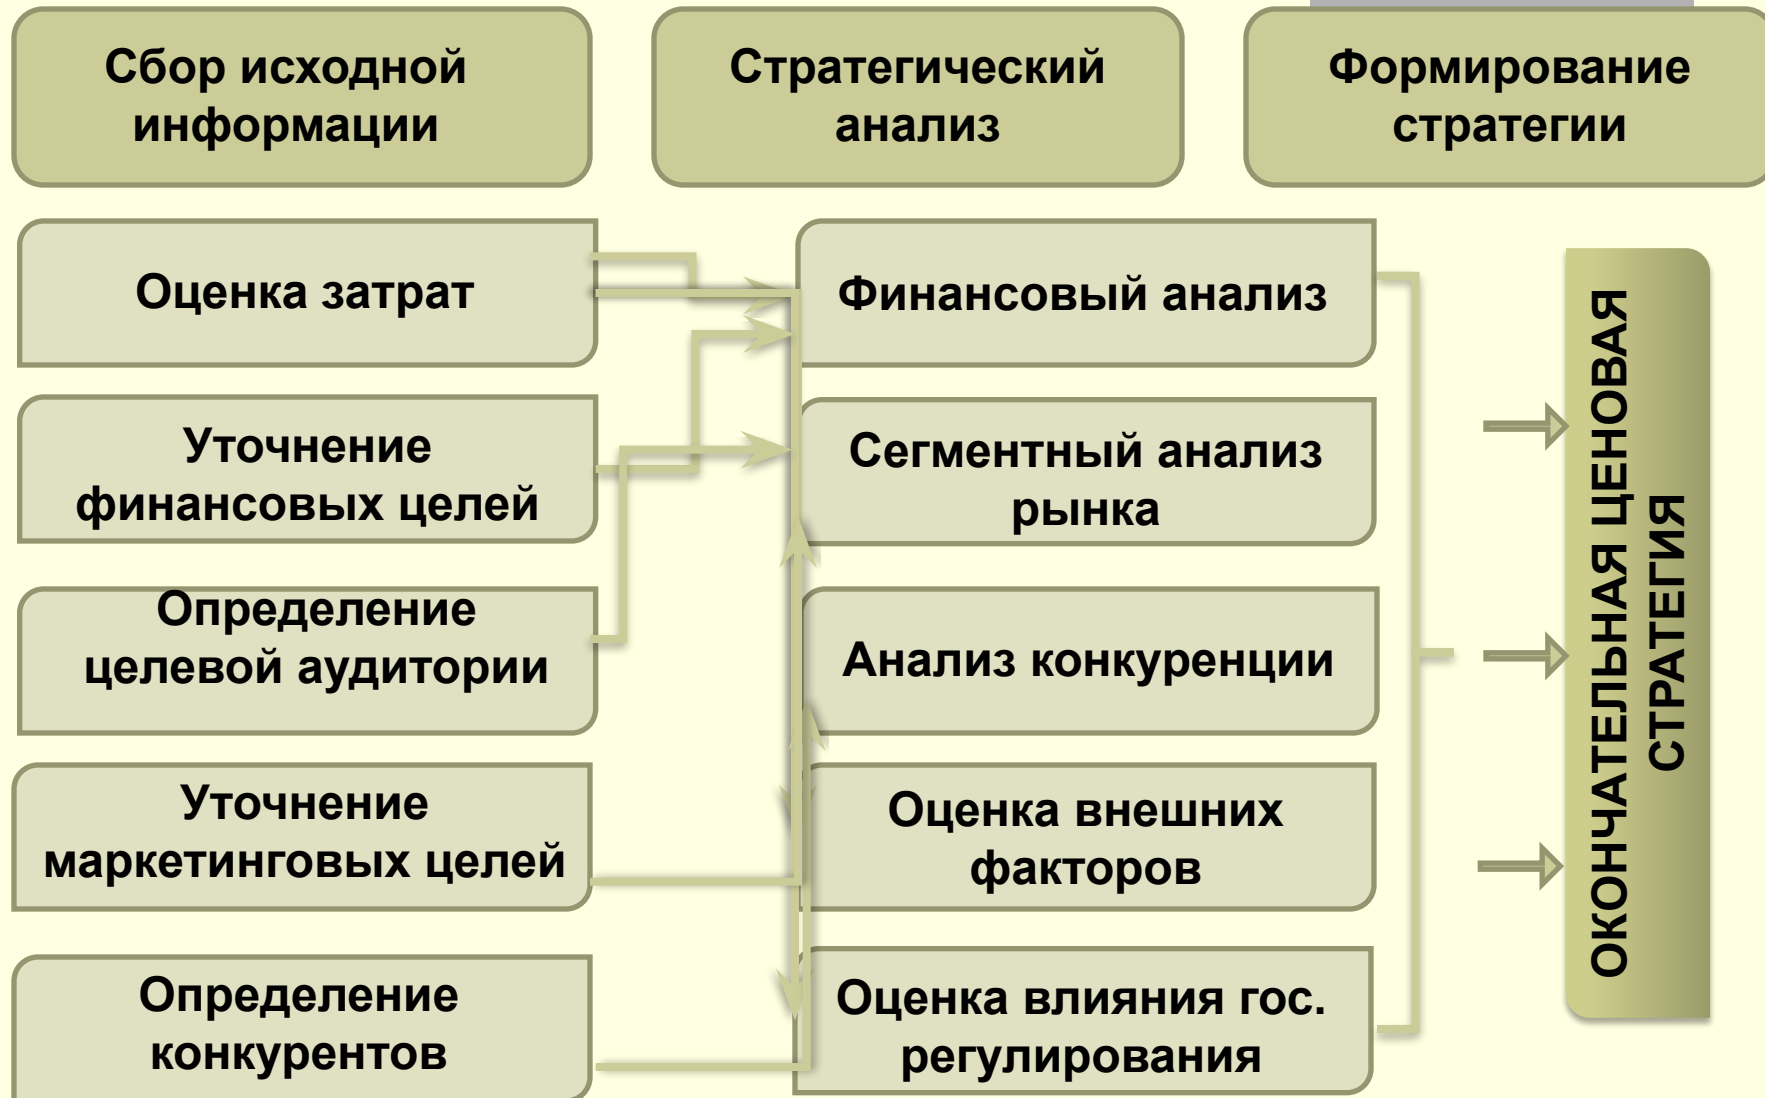 Сбор исходной
информации
Стратегический
анализ
Формирование
стратегии
Оценка затрат
Уточнение
финансовых целей
Определение
целевой аудитории
Уточнение
маркетинговых целей
Определение
конкурентов
Финансовый анализ
Сегментный анализ
рынка
Анализ конкуренции
Оценка внешних
факторов
Оценка влияния гос.
регулирования
ОКОНЧАТЕЛЬНАЯ ЦЕНОВАЯ
СТРАТЕГИЯ